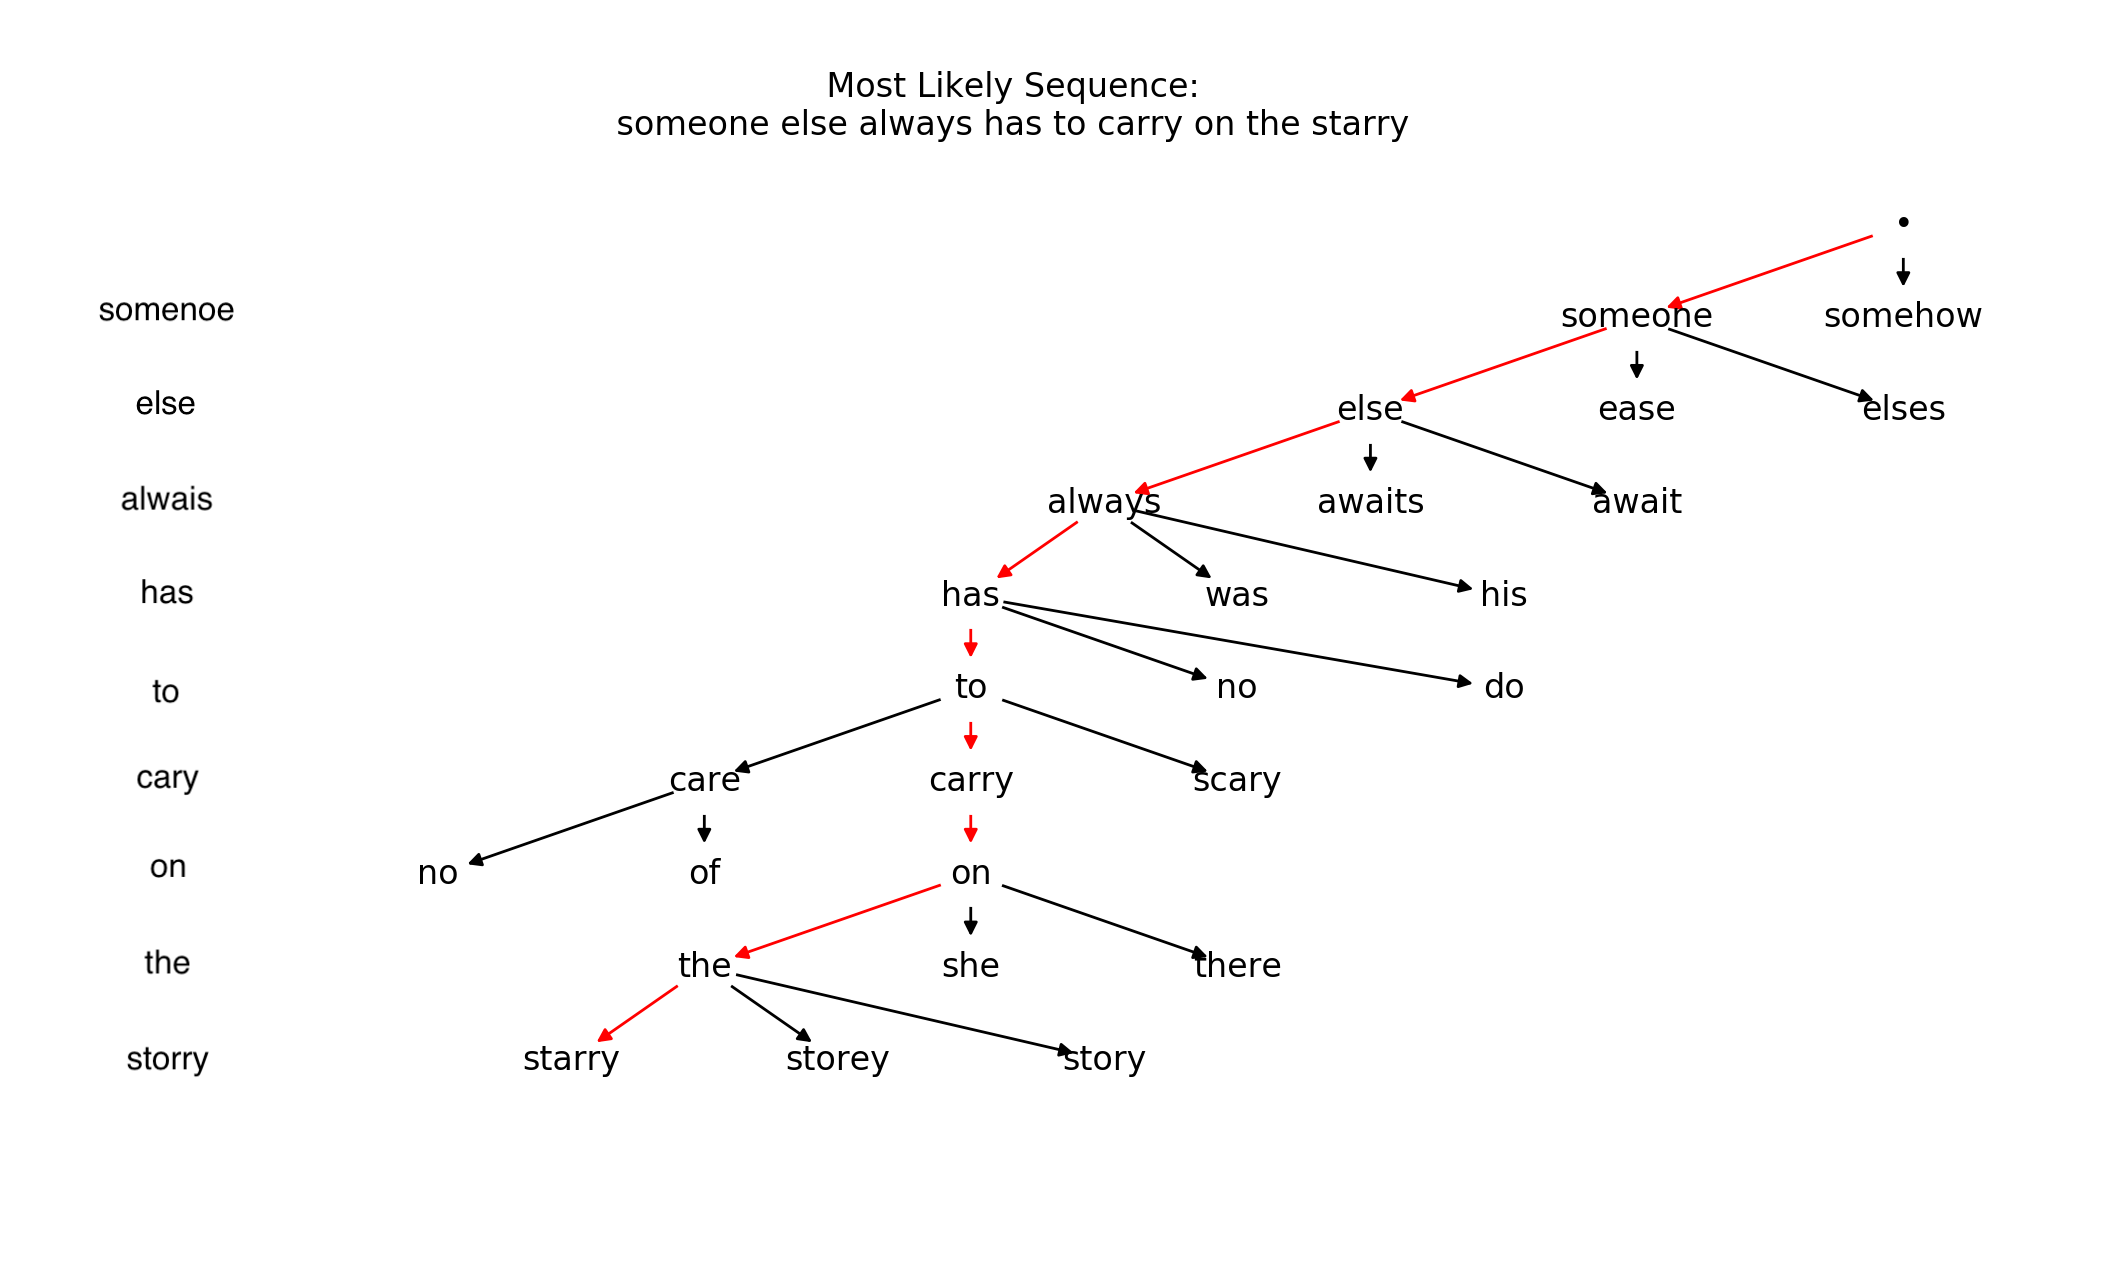 Most Likely Sequence:
someone else always has to carry on the starry
•
somenoe someone somehow
else else ease elses
alwais always awaits await
has has was his
to to no do
cary care carry scary
on no of on
the the she there
storry starry storey story